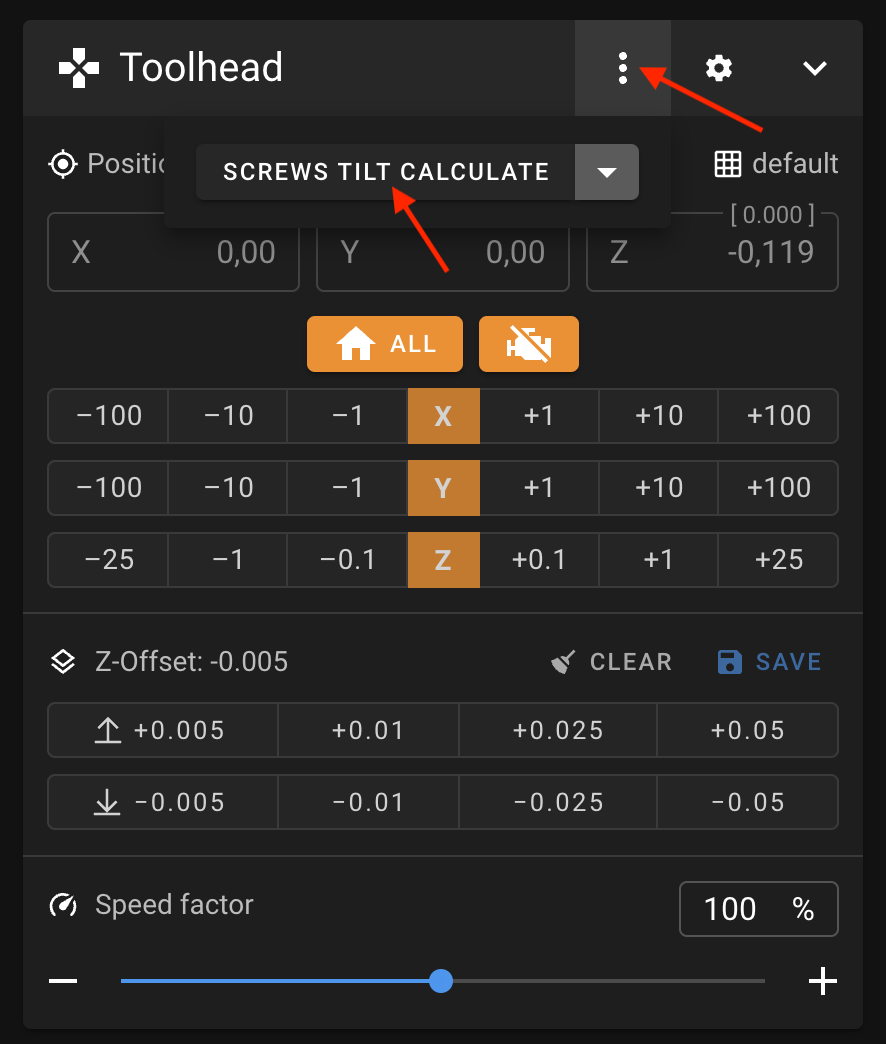 Toolhead
SCREWS TILT CALCULATE
default
[ 0.000 ]
X 0,00 Y 0,00 Z -0,119
ALL
−100 −10 −1 X +1 +10 +100
−100 −10 −1 Y +1 +10 +100
−25 −1 −0.1 Z +0.1 +1 +25
Z-Offset: -0.005 CLEAR SAVE
+0.005 +0.01 +0.025 +0.05
−0.005 −0.01 −0.025 −0.05
Speed factor 100 %